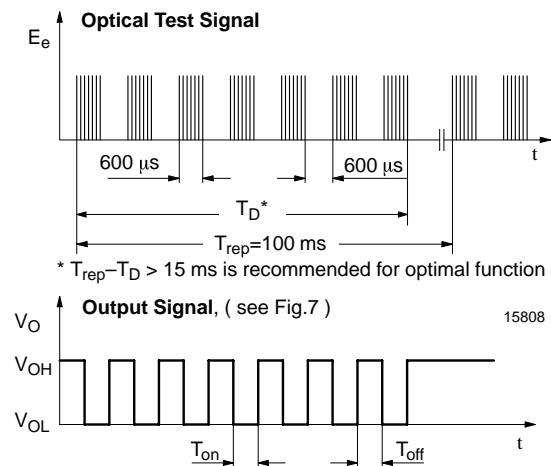 Optical Test Signal
Ee
t
600 μs
600 μs
TD*
Trep=100 ms
* Trep–TD > 15 ms is recommended for optimal function
Output Signal, ( see Fig.7 )
15808
VO
VOH
VOL
t
Ton
Toff